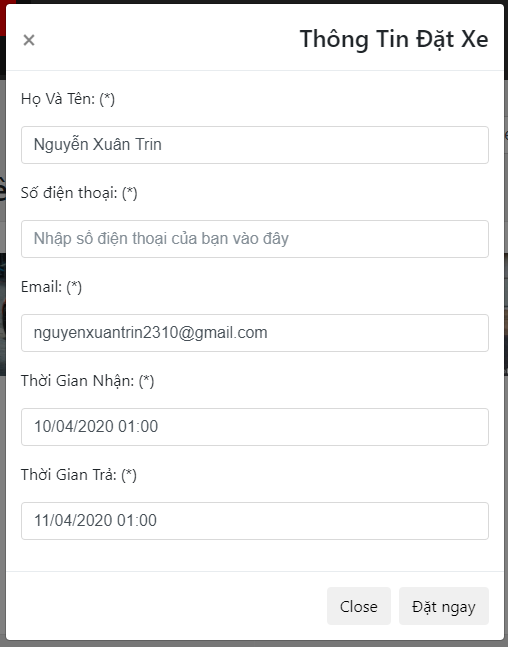 ×
Thông Tin Đặt Xe
Họ Và Tên: (*)
Nguyễn Xuân Trin
Số điện thoại: (*)
Nhập số điện thoại của bạn vào đây
Email: (*)
nguyenxuantrin2310@gmail.com
Thời Gian Nhận: (*)
10/04/2020 01:00
Thời Gian Trả: (*)
11/04/2020 01:00
Close
Đặt ngay